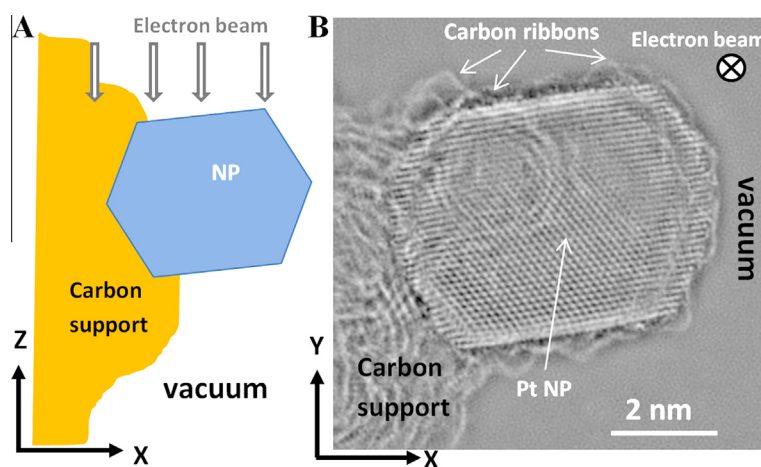 A
Electron beam
NP
Carbon
support
Z
vacuum
X
B
Carbon ribbons
Electron beam
vacuum
Y
Carbon
support
Pt NP
2 nm
X